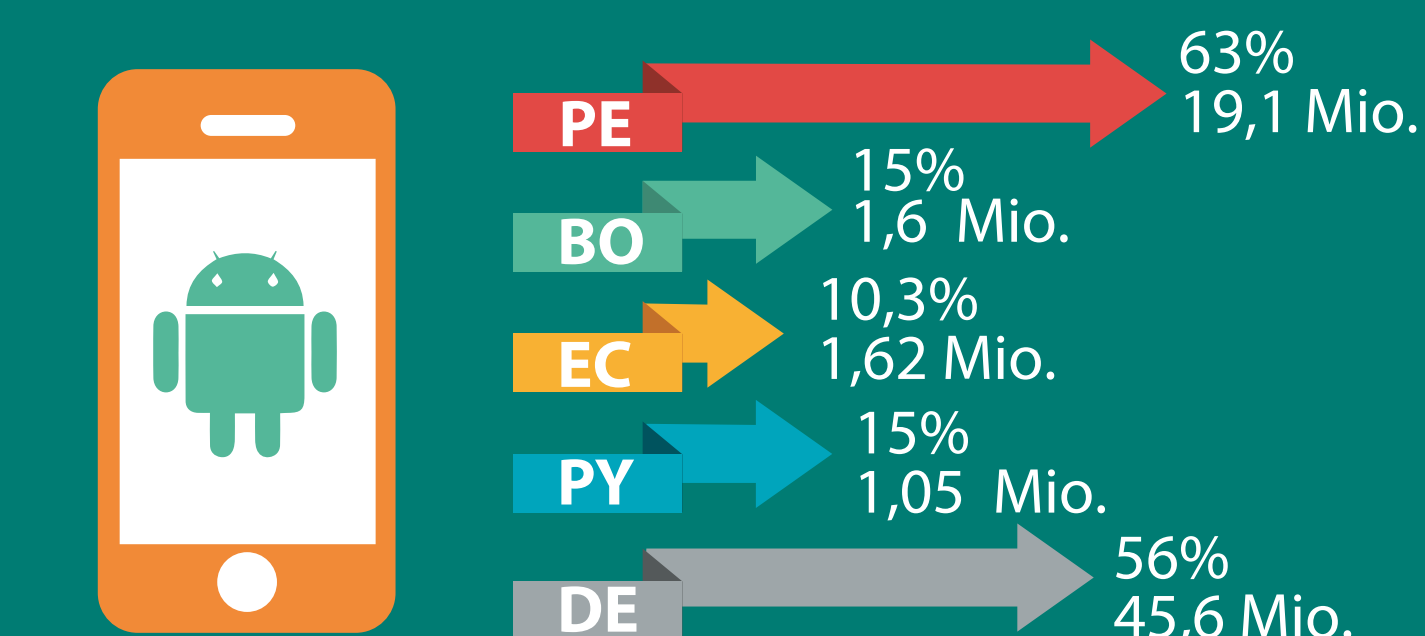 PE
63%
19,1 Mio.
BO
15%
1,6 Mio.
EC
10,3%
1,62 Mio.
PY
15%
1,05 Mio.
DE
56%
45,6 Mio.